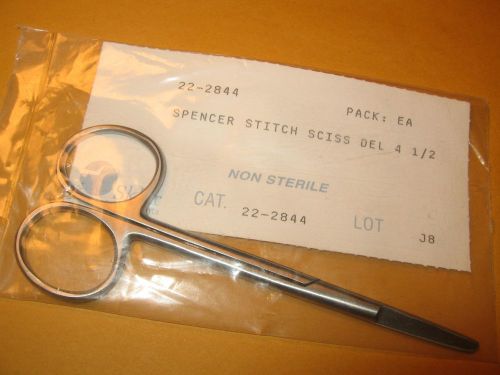 22-2844
PACK: EA
SPENCER STITCH SCISS DEL 4 1/2
NON STERILE
CAT. 22-2844 LOT J8